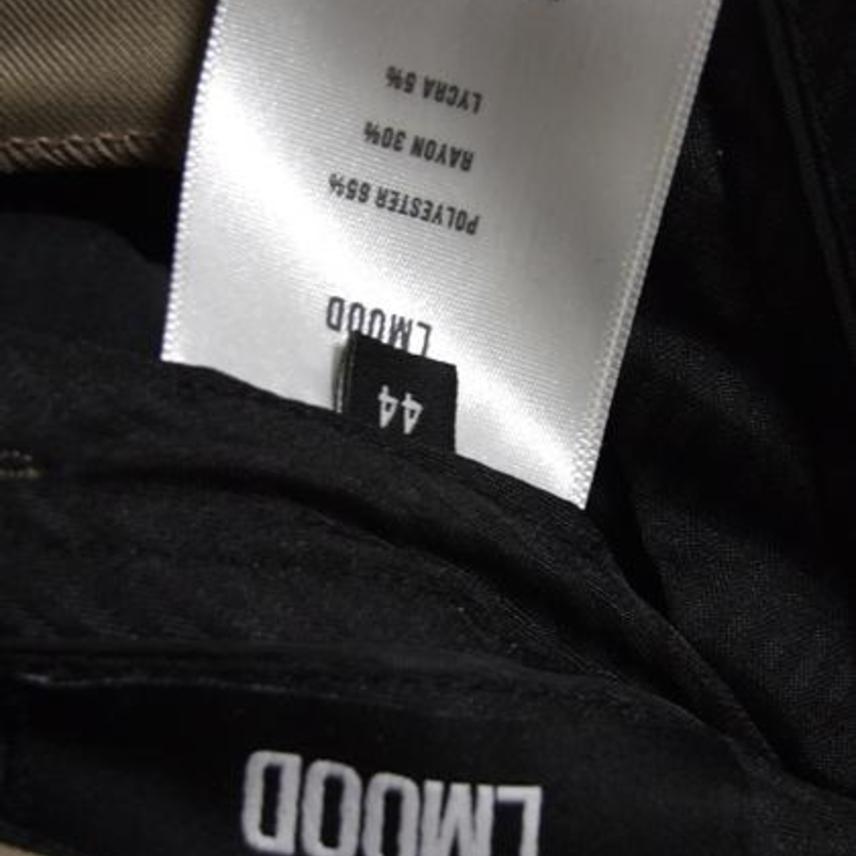 LMOOD
44
LMOOD
POLYESTER 65%
RAYON 30%
LYCRA 5%